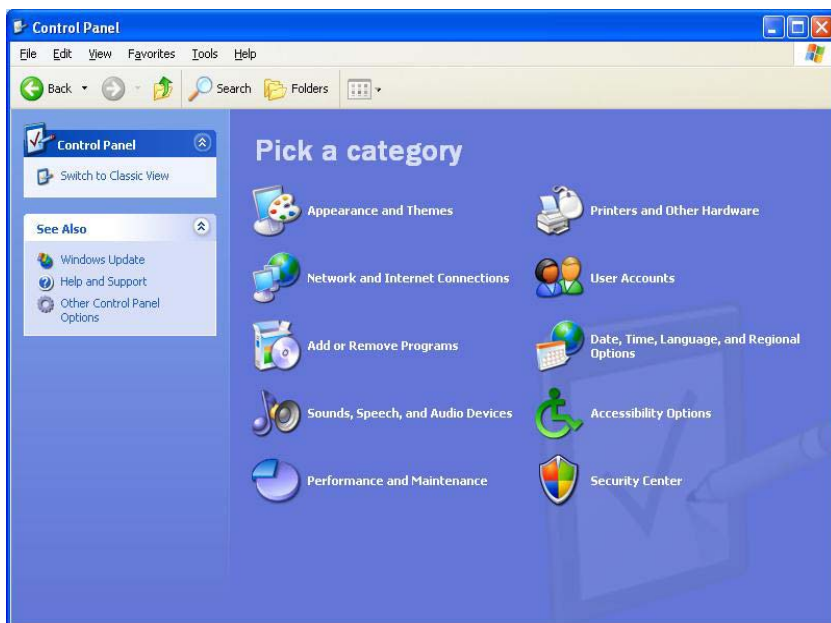 Control Panel
File Edit View Favorites Tools Help
Back Search Folders
Control Panel
Switch to Classic View
See Also
Windows Update
Help and Support
Other Control Panel
Options
Pick a category
Appearance and Themes
Printers and Other Hardware
Network and Internet Connections
User Accounts
Add or Remove Programs
Date, Time, Language, and Regional
Options
Sounds, Speech, and Audio Devices
Accessibility Options
Performance and Maintenance
Security Center